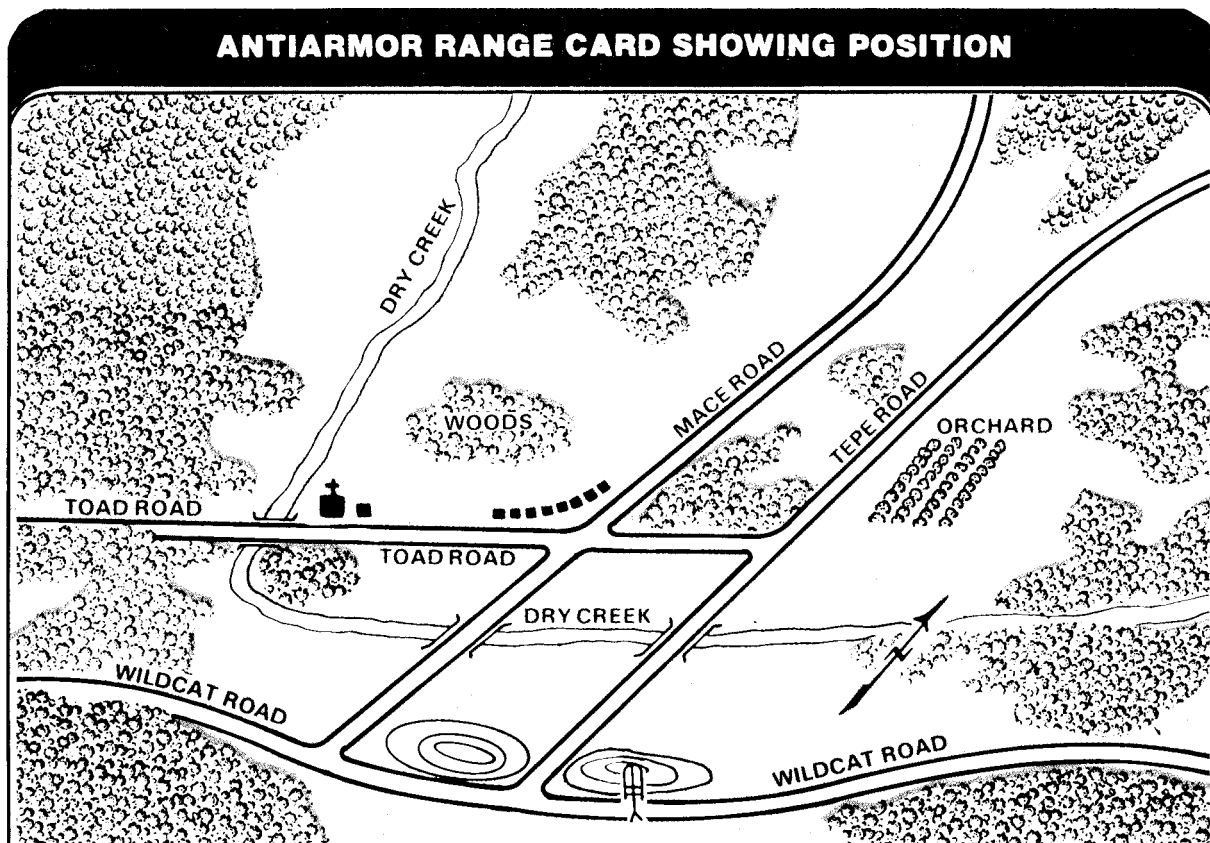 ANTIARMOR RANGE CARD SHOWING POSITION
DRY CREEK
MACE ROAD
TEPE ROAD
WOODS
ORCHARD
TOAD ROAD
TOAD ROAD
DRY CREEK
N
WILDCAT ROAD
WILDCAT ROAD